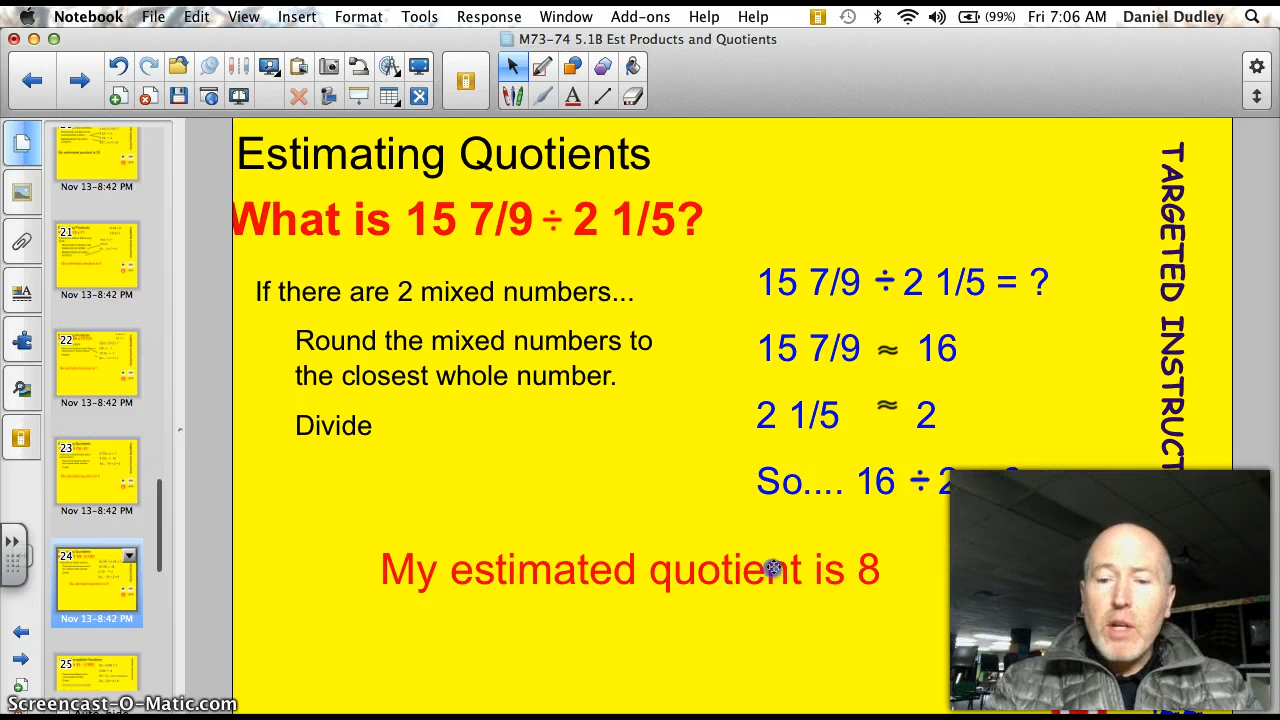 Notebook File Edit View Insert Format Tools Response Window Add-ons Help Help (99%) Fri 7:06 AM Daniel Dudley
M73-74 5.1B Est Products and Quotients
Nov 13-8:42 PM
21
Nov 13-8:42 PM
22
Nov 13-8:42 PM
23
Nov 13-8:42 PM
24
Nov 13-8:42 PM
25
Estimating Quotients
What is 15 7/9 ÷ 2 1/5?
If there are 2 mixed numbers...
Round the mixed numbers to
the closest whole number.
Divide
15 7/9 ÷ 2 1/5 = ?
15 7/9 ≈ 16
2 1/5 ≈ 2
So.... 16 ÷ 2
My estimated quotient is 8
TARGETED INSTRUCT
Screencast-O-Matic.com